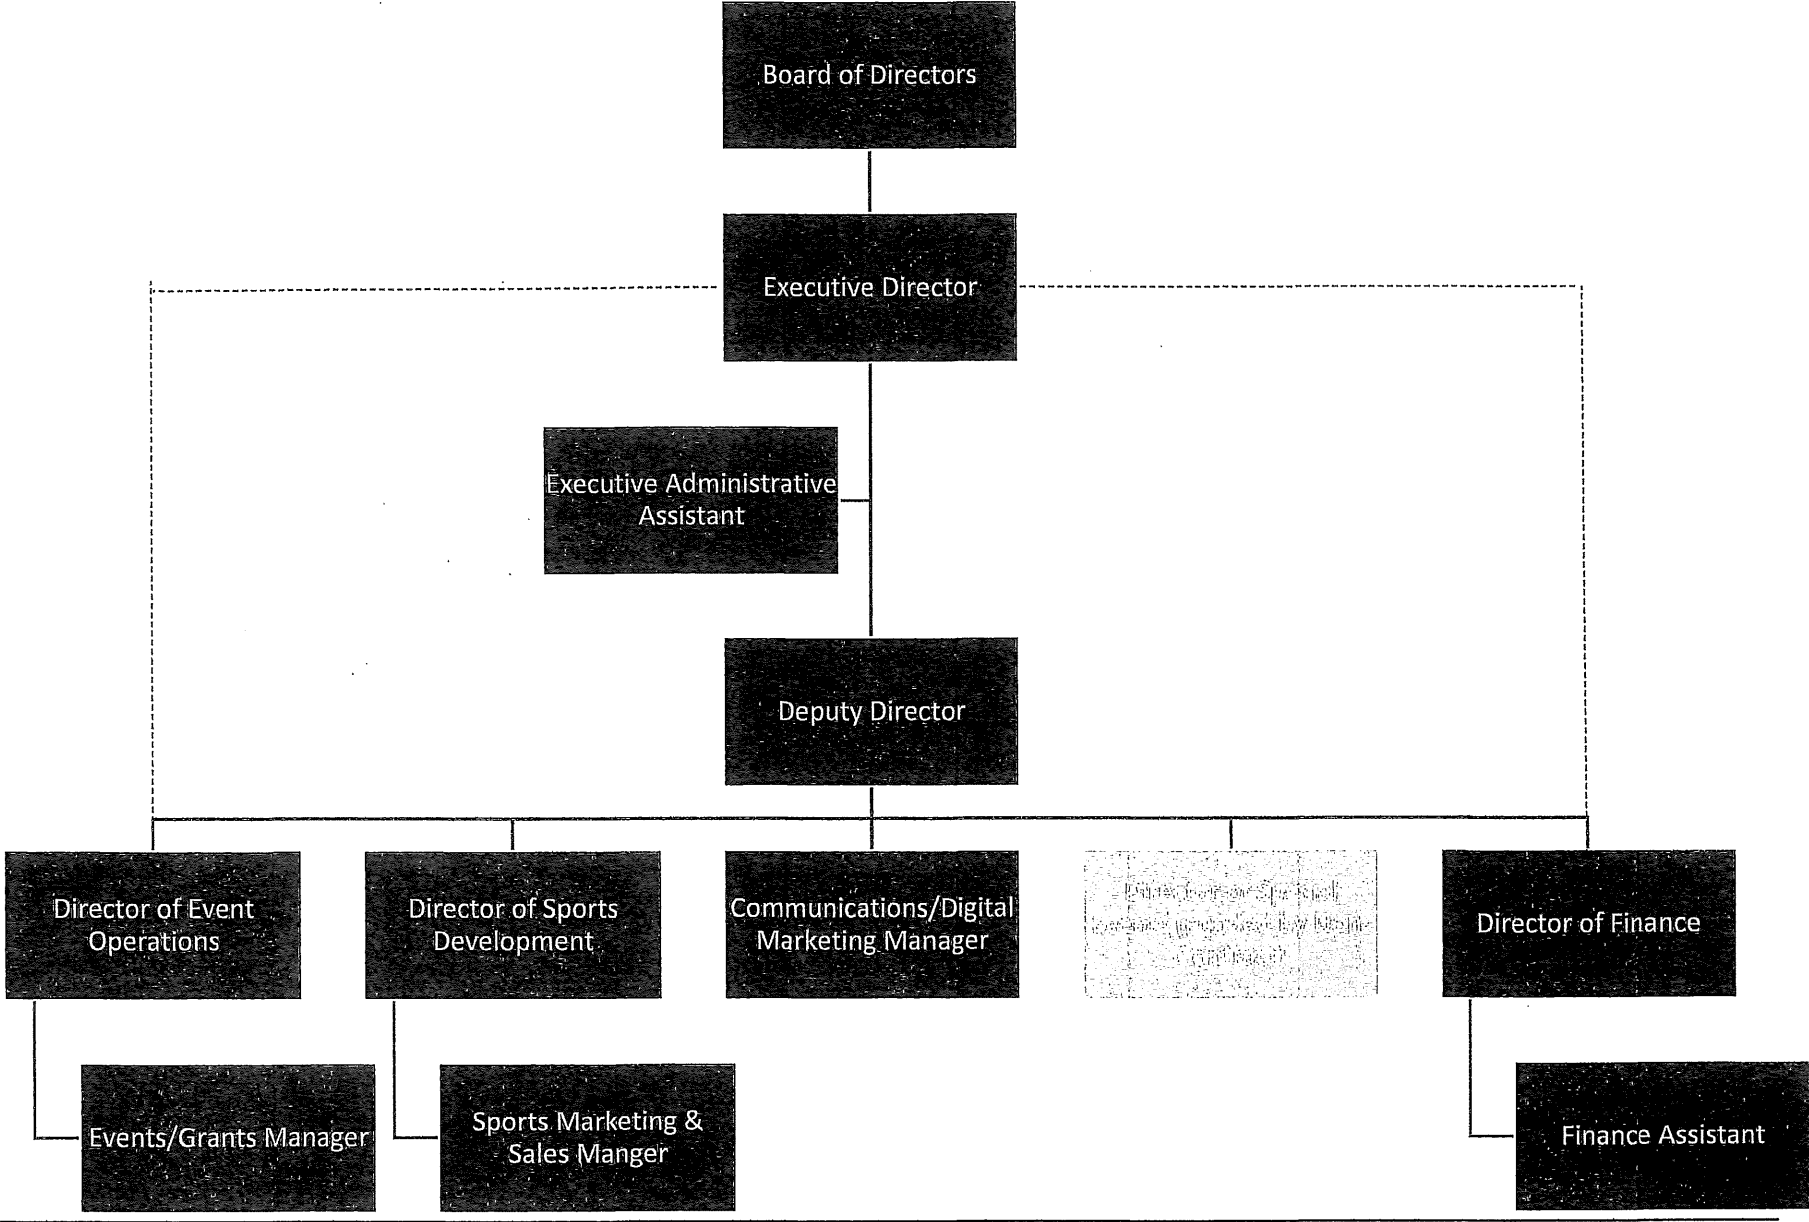 Board of Directors
Executive Director
Executive Administrative
Assistant
Deputy Director
Director of Event
Operations
Director of Sports
Development
Communications/Digital
Marketing Manager
Director of Finance
Events/Grants Manager
Sports Marketing &
Sales Manger
Finance Assistant